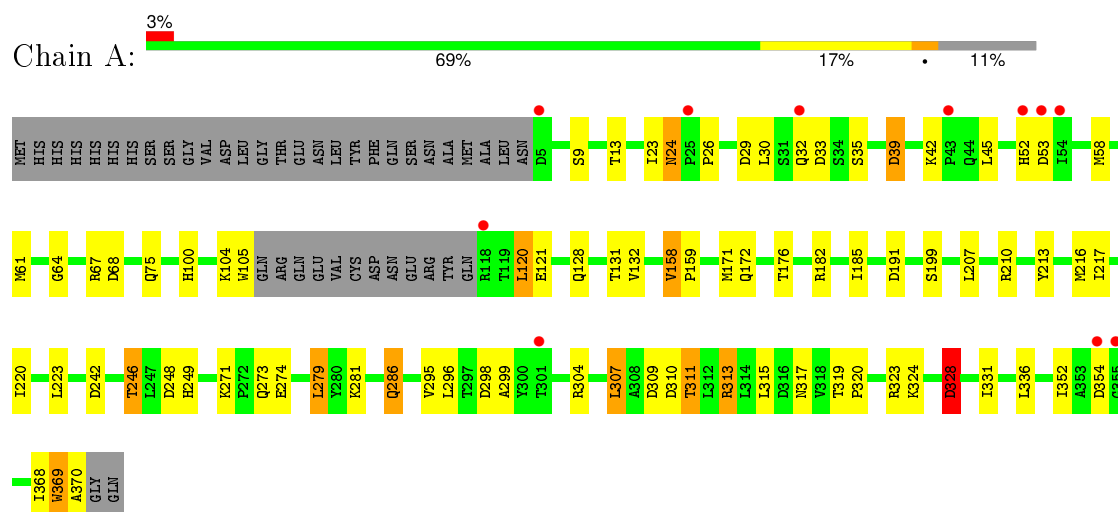 3%
Chain A:
69% 17% • 11%
MET HIS HIS HIS HIS HIS HIS SER SER GLY VAL ASP LEU GLY THR GLU ASN LEU TYR PHE GLN SER ASN ALA MET ALA LEU ASN D5 S9 T13 I23 N24 P25 P26 D29 L30 S31 Q32 D33 S34 S35 D39 K42 P43 Q44 L45 H52 D53 I54 M58
M61 G64 R67 D68 Q75 H100 K104 W105 GLN ARG GLN GLU VAL CYS ASP ASN GLU ARG TYR GLN R118 T119 L120 E121 Q128 T131 V132 V158 P159 M171 Q172 T176 R182 I185 D191 S199 L207 R210 Y213 M216 I217
I220 L223 D242 T246 L247 D248 H249 K271 P272 Q273 E274 L279 Y280 K281 Q286 V295 L296 T297 D298 A299 Y300 T301 R304 L307 A308 D309 D310 T311 L312 R313 L314 L315 D316 N317 V318 T319 P320 R323 K324 D328 I331 L336 I352 A353 D354
I368 W369 A370 GLY GLN